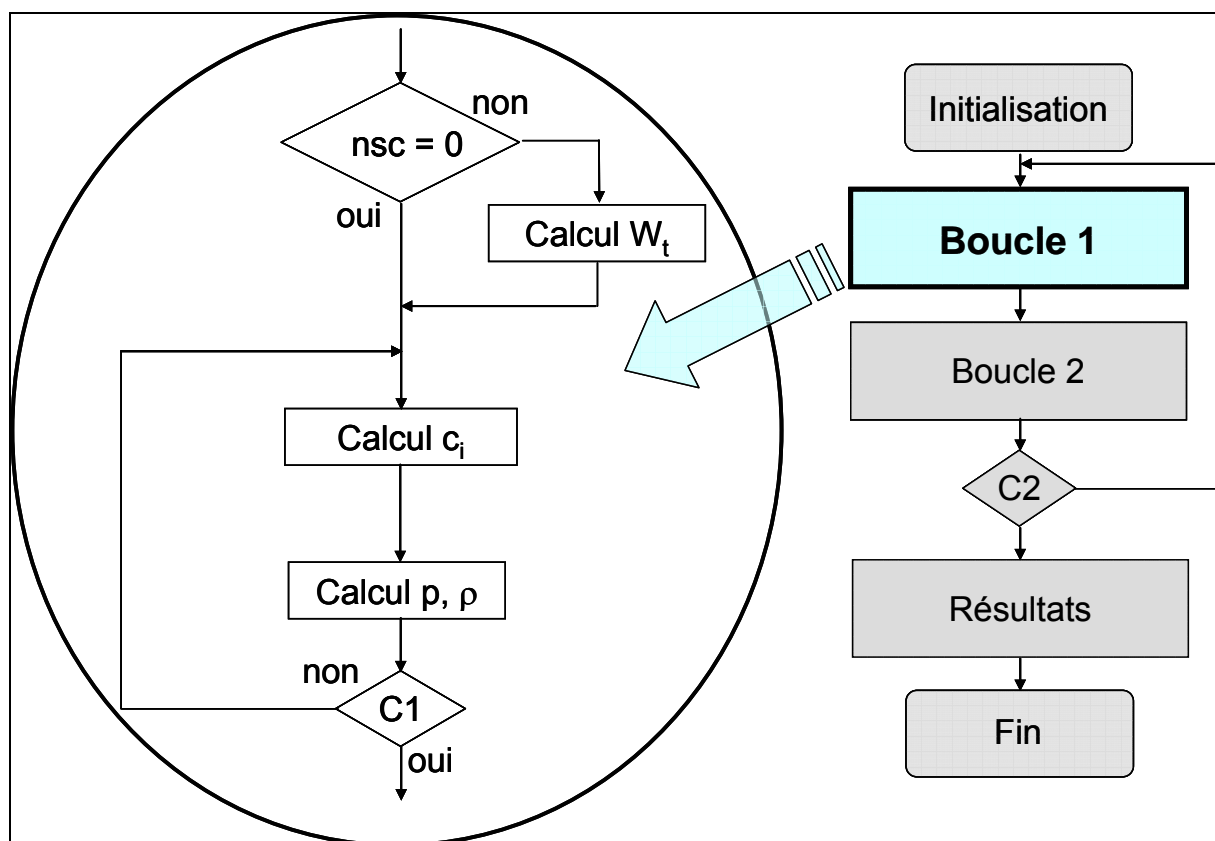 non
nsc = 0
oui
Calcul Wt
Calcul ci
Calcul p, ρ
non
C1
oui
Initialisation
Boucle 1
Boucle 2
C2
Résultats
Fin